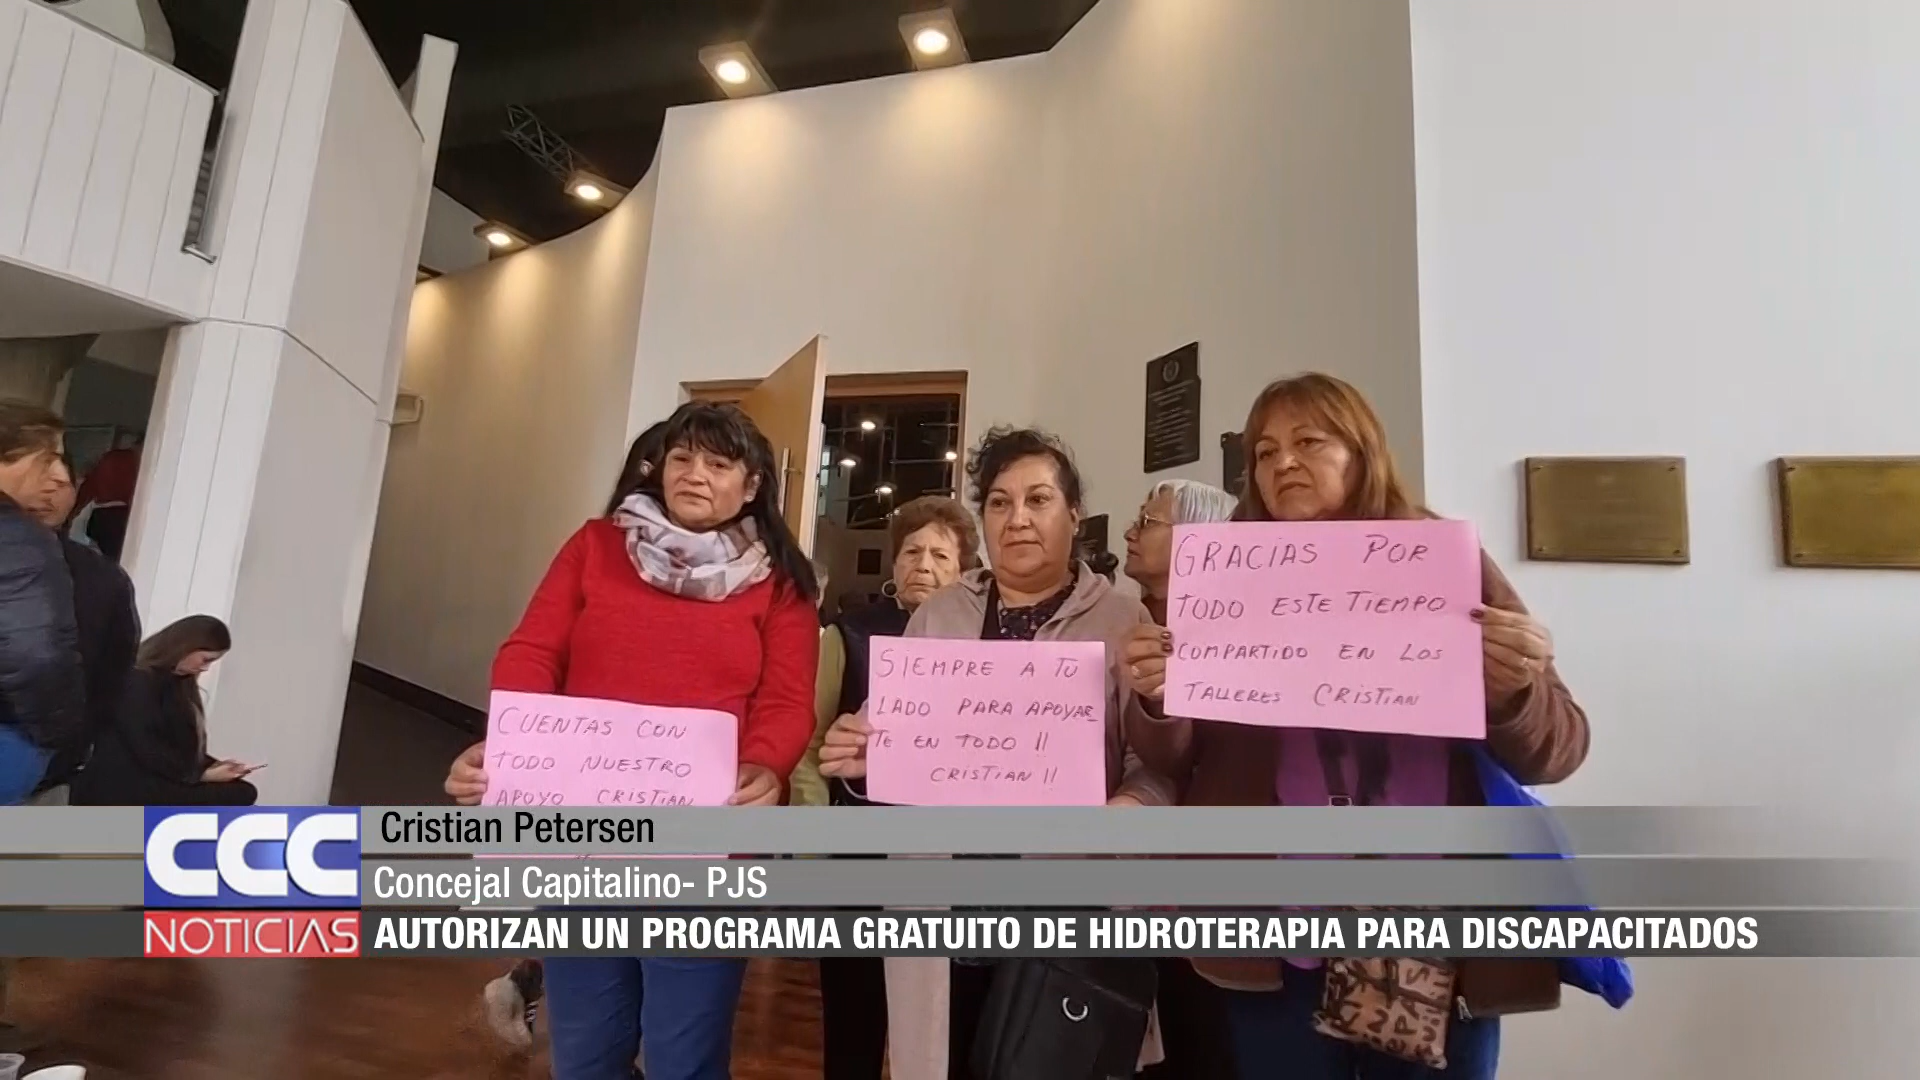 GRACIAS POR
TODO ESTE TIEMPO
COMPARTIDO EN LOS
TALLERES CRISTIAN
SIEMPRE A TU
LADO PARA APOYAR_
TE EN TODO !!
CRISTIAN !!
CUENTAS CON
TODO NUESTRO
APOYO CRISTIAN
CCC
NOTICIAS
Cristian Petersen
Concejal Capitalino- PJS
AUTORIZAN UN PROGRAMA GRATUITO DE HIDROTERAPIA PARA DISCAPACITADOS